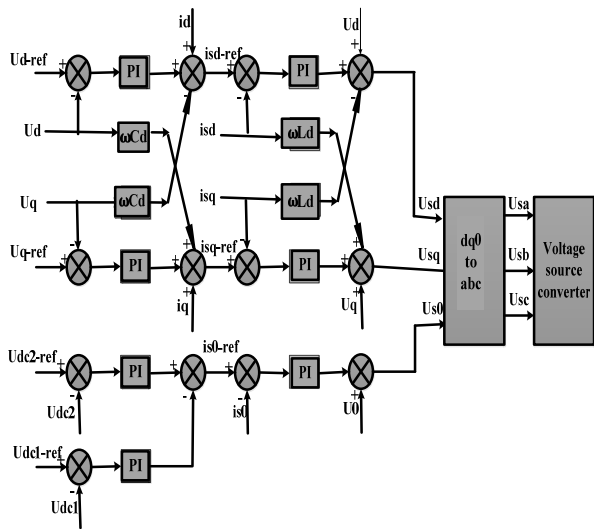 id
Ud
Ud-ref
+
-
PI
+
+
-
isd-ref
+
-
PI
+
+
-
Ud
ωCd
isd
ωLd
Uq
ωCd
isq
ωLd
Uq-ref
+
-
PI
+
+
+
isq-ref
+
-
PI
+
+
+
iq
Uq
Usd
Usq
Us0
dq0
to
abc
Usa
Usb
Usc
Voltage
source
converter
Udc2-ref
+
-
PI
+
-
is0-ref
+
-
PI
+
+
Udc2
is0
U0
Udc1-ref
+
-
PI
Udc1